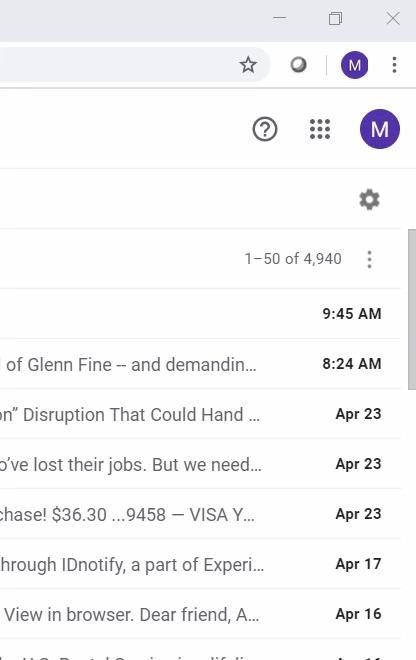 M
M
1–50 of 4,940
9:45 AM
of Glenn Fine -- and demandin... 8:24 AM
on” Disruption That Could Hand ... Apr 23
o’ve lost their jobs. But we need... Apr 23
chase! $36.30 ...9458 — VISA Y... Apr 23
hrough IDnotify, a part of Experi... Apr 17
View in browser. Dear friend, A... Apr 16